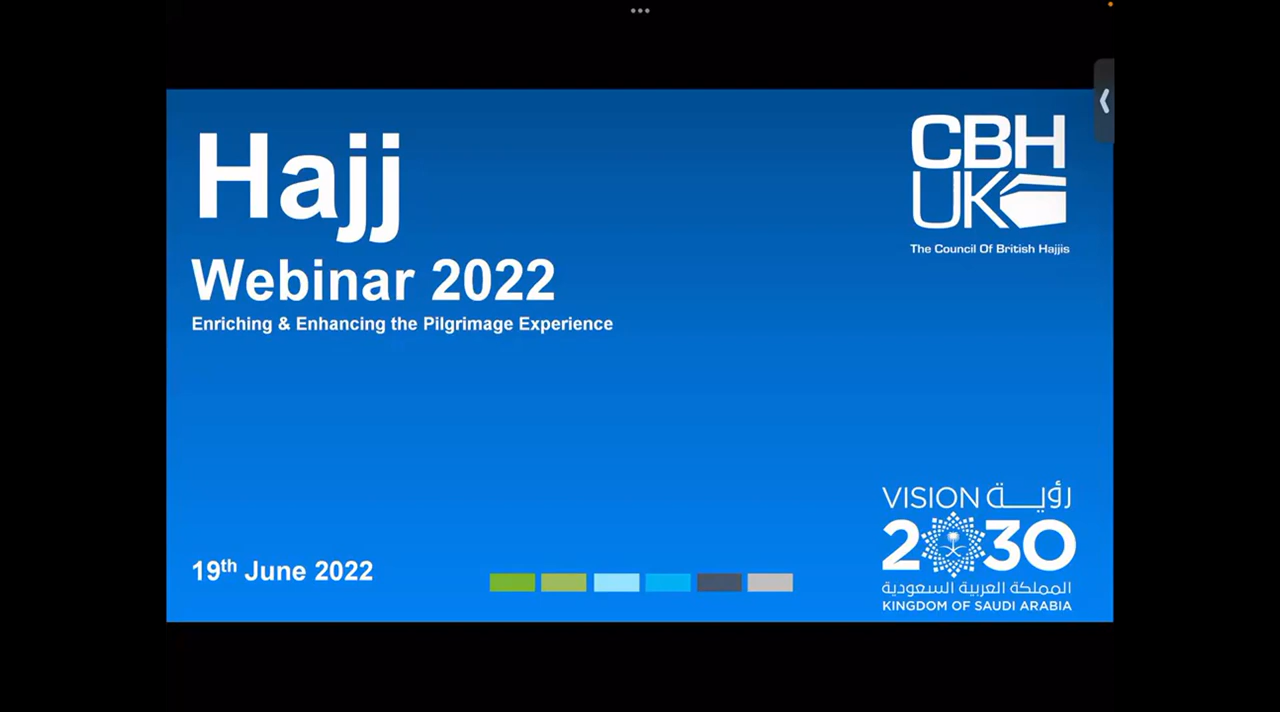 Hajj
Webinar 2022
Enriching & Enhancing the Pilgrimage Experience
CBH
UK
The Council Of British Hajjis
19th June 2022
VISION رؤيـــة
2030
المملكة العربية السعودية
KINGDOM OF SAUDI ARABIA